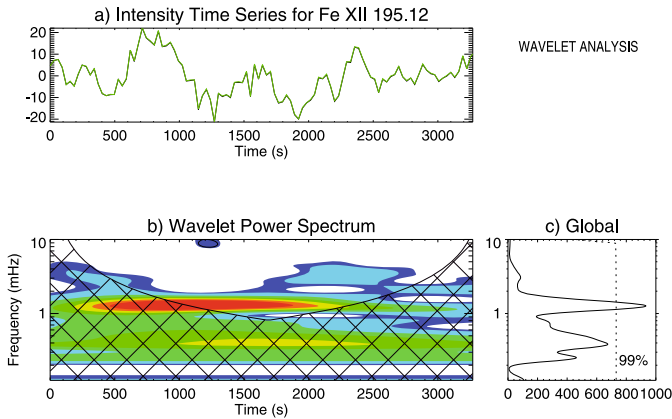 a) Intensity Time Series for Fe XII 195.12
WAVELET ANALYSIS
20
10
0
-10
-20
0 500 1000 1500 2000 2500 3000
Time (s)
b) Wavelet Power Spectrum
c) Global
Frequency (mHz)
10
1
0 500 1000 1500 2000 2500 3000
Time (s)
10
1
99%
0 200 400 600 800 1000